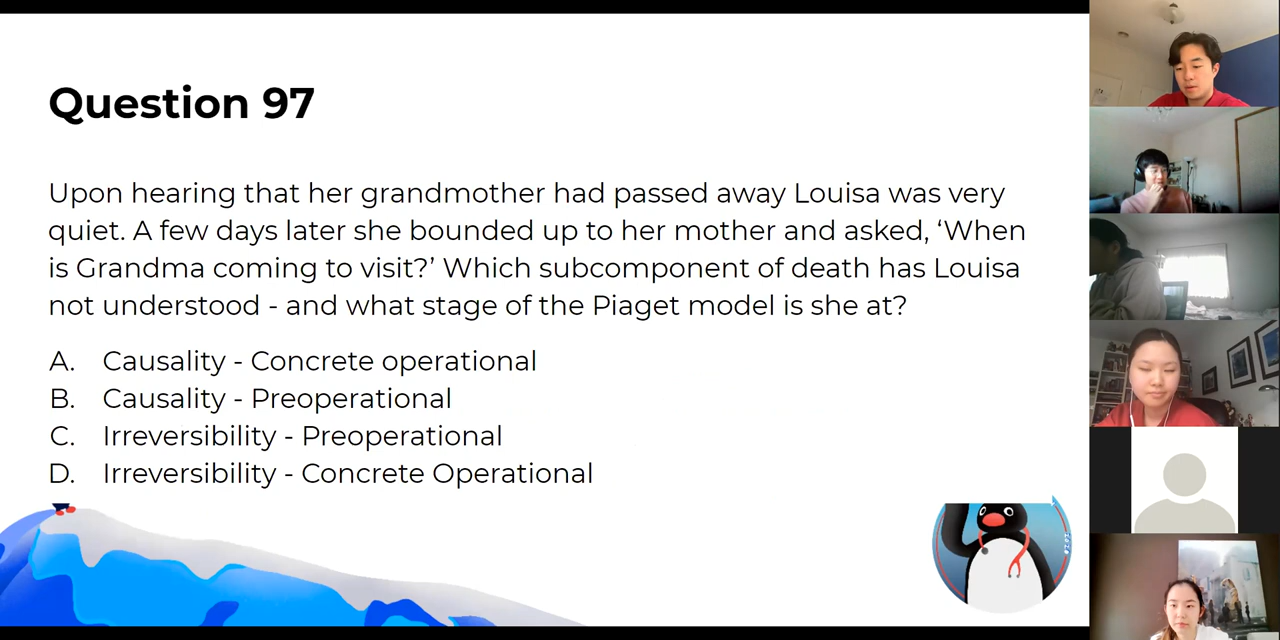 Question 97
Upon hearing that her grandmother had passed away Louisa was very
quiet. A few days later she bounded up to her mother and asked, ‘When
is Grandma coming to visit?’ Which subcomponent of death has Louisa
not understood - and what stage of the Piaget model is she at?
A. Causality - Concrete operational
B. Causality - Preoperational
C. Irreversibility - Preoperational
D. Irreversibility - Concrete Operational